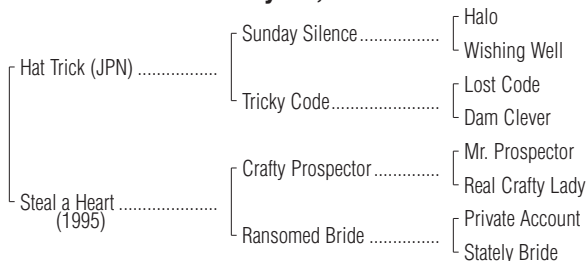 Halo
Sunday Silence
Wishing Well
Hat Trick (JPN)
Lost Code
Tricky Code
Dam Clever
Mr. Prospector
Crafty Prospector
Real Crafty Lady
Steal a Heart
(1995)
Private Account
Ransomed Bride
Stately Bride